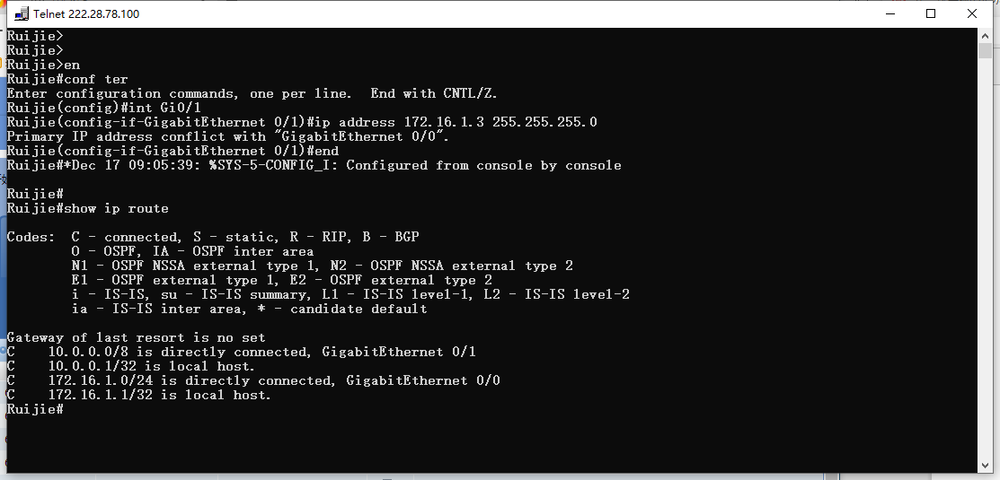 Telnet 222.28.78.100
Ruijie>
Ruijie>
Ruijie>en
Ruijie#conf ter
Enter configuration commands, one per line.  End with CNTL/Z.
Ruijie(config)#int Gi0/1
Ruijie(config-if-GigabitEthernet 0/1)#ip address 172.16.1.3 255.255.255.0
Primary IP address conflict with "GigabitEthernet 0/0".
Ruijie(config-if-GigabitEthernet 0/1)#end
Ruijie#*Dec 17 09:05:39: %SYS-5-CONFIG_I: Configured from console by console
Ruijie#
Ruijie#show ip route
Codes:  C - connected, S - static, R - RIP, B - BGP
        O - OSPF, IA - OSPF inter area
        N1 - OSPF NSSA external type 1, N2 - OSPF NSSA external type 2
        E1 - OSPF external type 1, E2 - OSPF external type 2
        i - IS-IS, su - IS-IS summary, L1 - IS-IS level-1, L2 - IS-IS level-2
        ia - IS-IS inter area, * - candidate default
Gateway of last resort is no set
C    10.0.0.0/8 is directly connected, GigabitEthernet 0/1
C    10.0.0.1/32 is local host.
C    172.16.1.0/24 is directly connected, GigabitEthernet 0/0
C    172.16.1.1/32 is local host.
Ruijie#